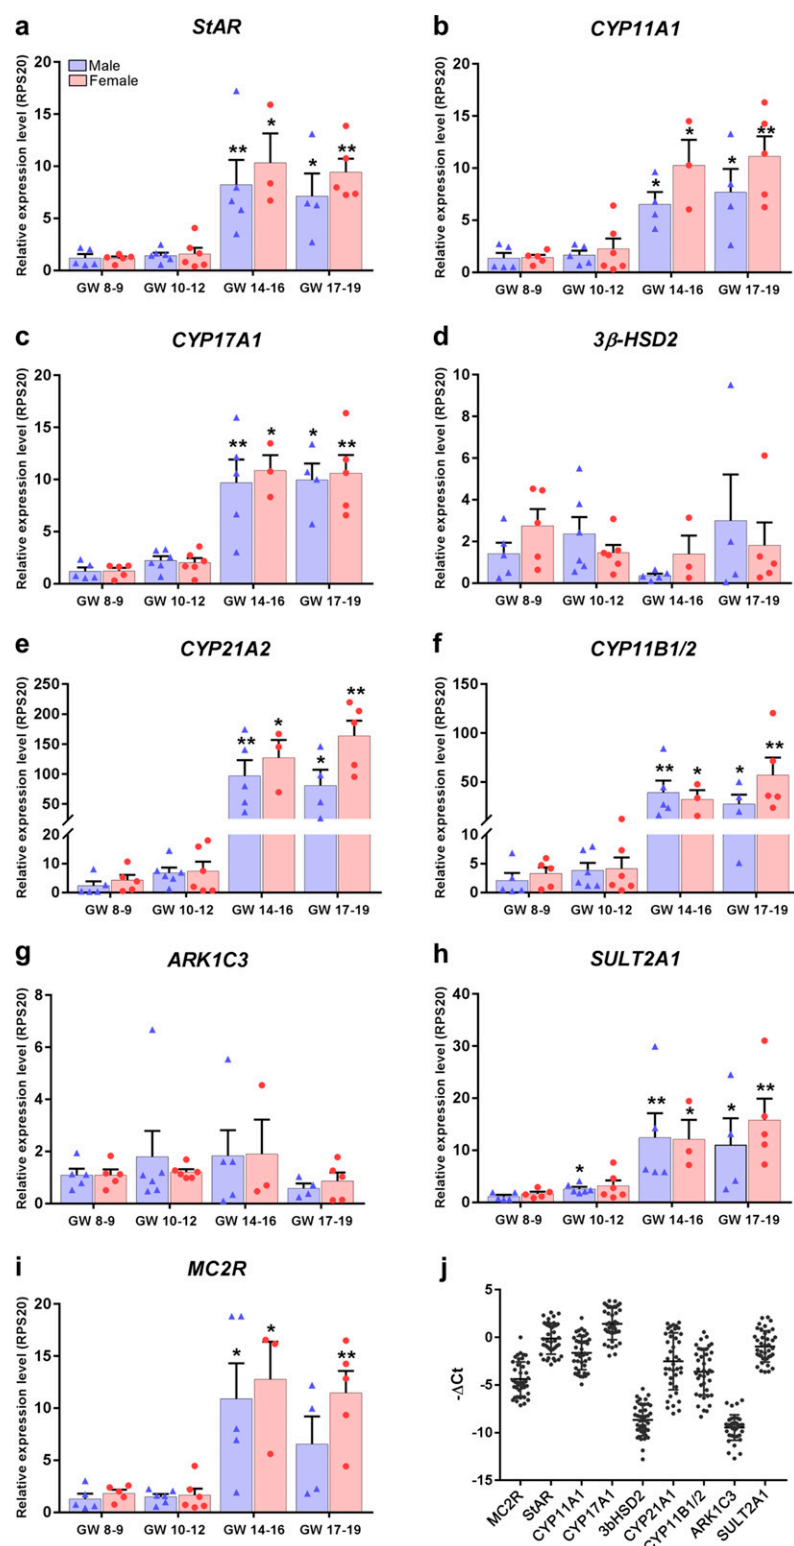 a
StAR
Relative expression level (RPS20)
20
15
10
5
0
Male
Female
**
*
*
**
GW 8-9
GW 10-12
GW 14-16
GW 17-19
b
CYP11A1
Relative expression level (RPS20)
20
15
10
5
0
*
*
*
**
GW 8-9
GW 10-12
GW 14-16
GW 17-19
c
CYP17A1
Relative expression level (RPS20)
20
15
10
5
0
**
*
*
**
GW 8-9
GW 10-12
GW 14-16
GW 17-19
d
3β-HSD2
Relative expression level (RPS20)
10
8
6
4
2
0
GW 8-9
GW 10-12
GW 14-16
GW 17-19
e
CYP21A2
Relative expression level (RPS20)
250
200
150
100
50
20
10
0
**
*
*
**
GW 8-9
GW 10-12
GW 14-16
GW 17-19
f
CYP11B1/2
Relative expression level (RPS20)
150
100
50
10
5
0
**
*
*
**
GW 8-9
GW 10-12
GW 14-16
GW 17-19
g
ARK1C3
Relative expression level (RPS20)
8
6
4
2
0
GW 8-9
GW 10-12
GW 14-16
GW 17-19
h
SULT2A1
Relative expression level (RPS20)
40
30
20
10
0
*
**
*
*
**
GW 8-9
GW 10-12
GW 14-16
GW 17-19
i
MC2R
Relative expression level (RPS20)
20
15
10
5
0
*
*
**
GW 8-9
GW 10-12
GW 14-16
GW 17-19
j
-ΔCt
5
0
-5
-10
-15
MC2R
StAR
CYP11A1
CYP17A1
3bHSD2
CYP21A1
CYP11B1/2
ARK1C3
SULT2A1